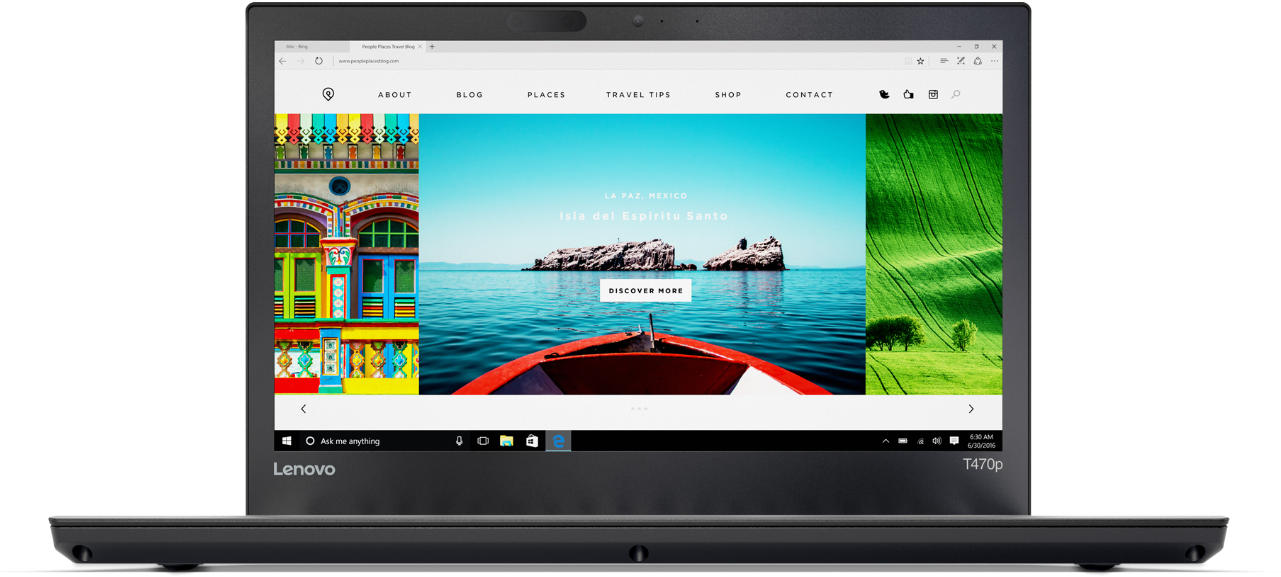 Site - Bing
People Places Travel Blog
www.peopleplacesblog.com
ABOUT BLOG PLACES TRAVEL TIPS SHOP CONTACT
LA PAZ, MEXICO
Isla del Espiritu Santo
DISCOVER MORE
Ask me anything
6:30 AM
6/30/2016
Lenovo
T470p